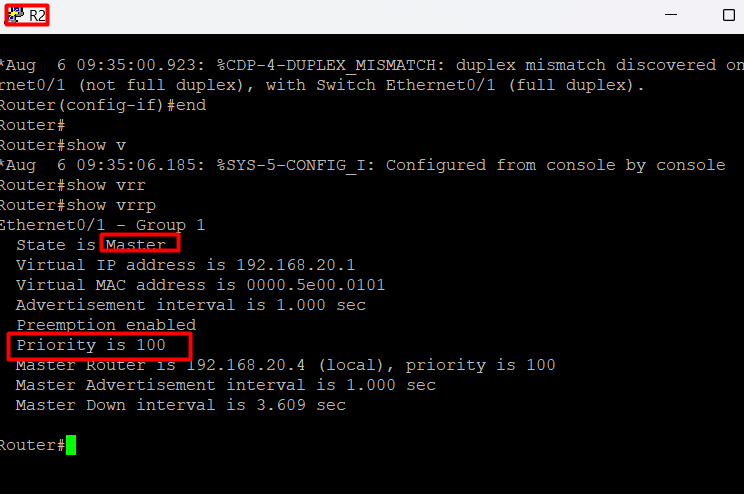 R2
*Aug  6 09:35:00.923: %CDP-4-DUPLEX_MISMATCH: duplex mismatch discovered on
rnet0/1 (not full duplex), with Switch Ethernet0/1 (full duplex).
Router(config-if)#end
Router#
Router#show v
*Aug  6 09:35:06.185: %SYS-5-CONFIG_I: Configured from console by console
Router#show vrr
Router#show vrrp
Ethernet0/1 - Group 1
  State is Master
  Virtual IP address is 192.168.20.1
  Virtual MAC address is 0000.5e00.0101
  Advertisement interval is 1.000 sec
  Preemption enabled
  Priority is 100
  Master Router is 192.168.20.4 (local), priority is 100
  Master Advertisement interval is 1.000 sec
  Master Down interval is 3.609 sec
Router#